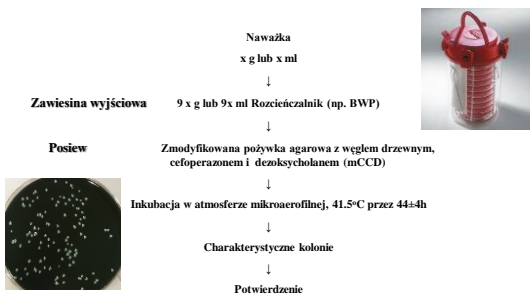 Naważka
x g lub x ml
↓
Zawiesina wyjściowa 9 x g lub 9x ml Rozcieńczalnik (np. BWP)
↓
Posiew Zmodyfikowana pożywka agarowa z węglem drzewnym,
cefoperazonem i dezoksycholanem (mCCD)
↓
Inkubacja w atmosferze mikroaerofilnej, 41.5°C przez 44±4h
↓
Charakterystyczne kolonie
↓
Potwierdzenie